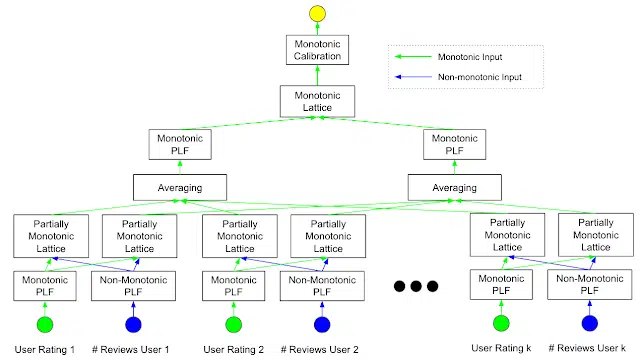 Monotonic
Calibration
Monotonic Input
Non-monotonic Input
Monotonic
Lattice
Monotonic
PLF
Monotonic
PLF
Averaging
Averaging
Partially
Monotonic
Lattice
Partially
Monotonic
Lattice
Partially
Monotonic
Lattice
Partially
Monotonic
Lattice
Partially
Monotonic
Lattice
Partially
Monotonic
Lattice
Monotonic
PLF
Non-Monotonic
PLF
Monotonic
PLF
Non-Monotonic
PLF
Monotonic
PLF
Non-Monotonic
PLF
User Rating 1
# Reviews User 1
User Rating 2
# Reviews User 2
User Rating k
# Reviews User k